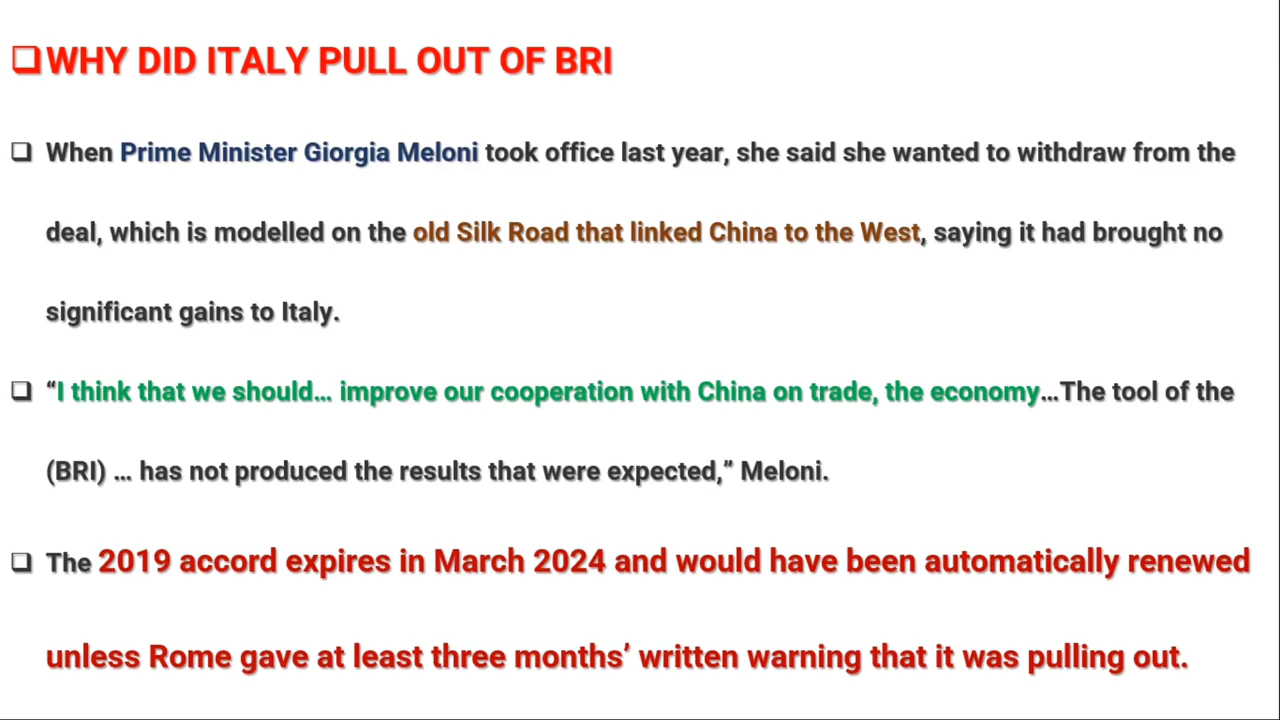 WHY DID ITALY PULL OUT OF BRI
When Prime Minister Giorgia Meloni took office last year, she said she wanted to withdraw from the
deal, which is modelled on the old Silk Road that linked China to the West, saying it had brought no
significant gains to Italy.
“I think that we should… improve our cooperation with China on trade, the economy…The tool of the
(BRI) … has not produced the results that were expected,” Meloni.
The 2019 accord expires in March 2024 and would have been automatically renewed
unless Rome gave at least three months’ written warning that it was pulling out.